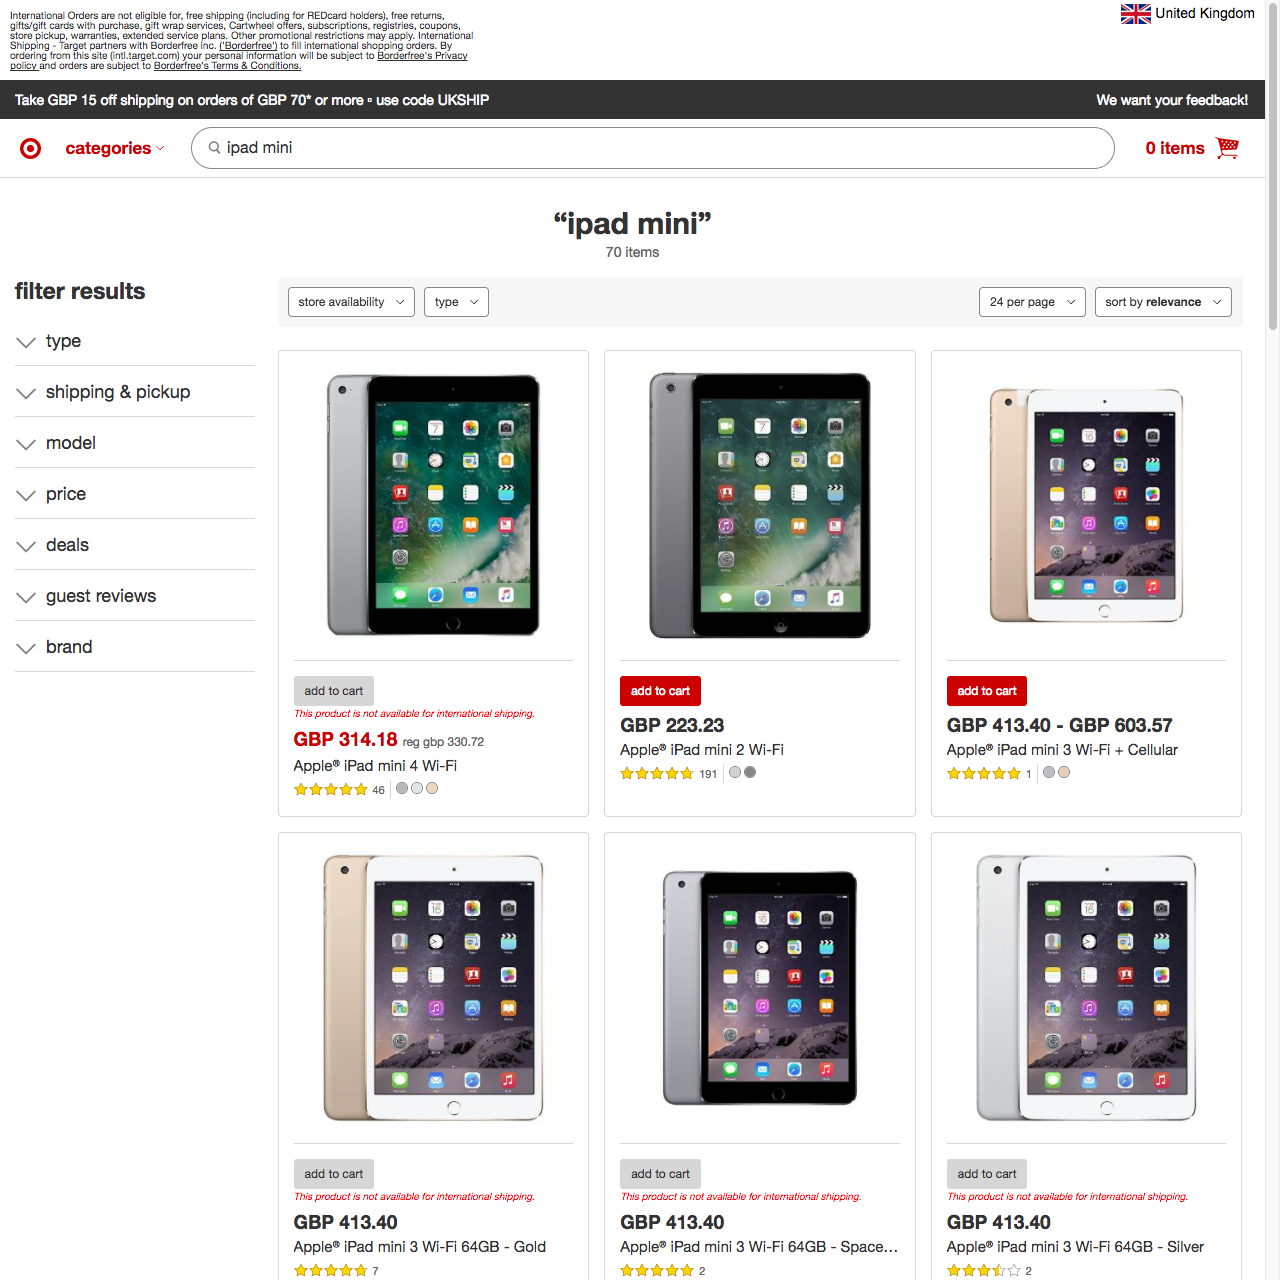 International Orders are not eligible for, free shipping (including for REDcard holders), free returns,
gifts/gift cards with purchase, gift wrap services, Cartwheel offers, subscriptions, registries, coupons,
store pickup, warranties, extended service plans. Other promotional restrictions may apply. International
Shipping - Target partners with Borderfree inc. ('Borderfree') to fill international shopping orders. By
ordering from this site (intl.target.com) your personal information will be subject to Borderfree's Privacy
policy and orders are subject to Borderfree's Terms & Conditions.
United Kingdom
Take GBP 15 off shipping on orders of GBP 70* or more • use code UKSHIP
We want your feedback!
categories
ipad mini
0 items
“ipad mini”
70 items
filter results
type
shipping & pickup
model
price
deals
guest reviews
brand
store availability
type
24 per page
sort by relevance
add to cart
This product is not available for international shipping.
GBP 314.18 reg gbp 330.72
Apple® iPad mini 4 Wi-Fi
46
add to cart
GBP 223.23
Apple® iPad mini 2 Wi-Fi
191
add to cart
GBP 413.40 - GBP 603.57
Apple® iPad mini 3 Wi-Fi + Cellular
1
add to cart
This product is not available for international shipping.
GBP 413.40
Apple® iPad mini 3 Wi-Fi 64GB - Gold
7
add to cart
This product is not available for international shipping.
GBP 413.40
Apple® iPad mini 3 Wi-Fi 64GB - Space...
2
add to cart
This product is not available for international shipping.
GBP 413.40
Apple® iPad mini 3 Wi-Fi 64GB - Silver
2